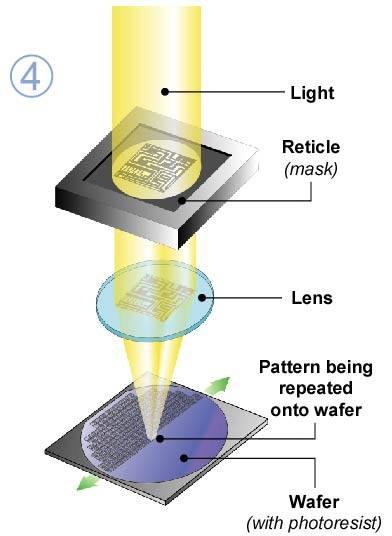 4
Light
Reticle
(mask)
Lens
Pattern being
repeated
onto wafer
Wafer
(with photoresist)